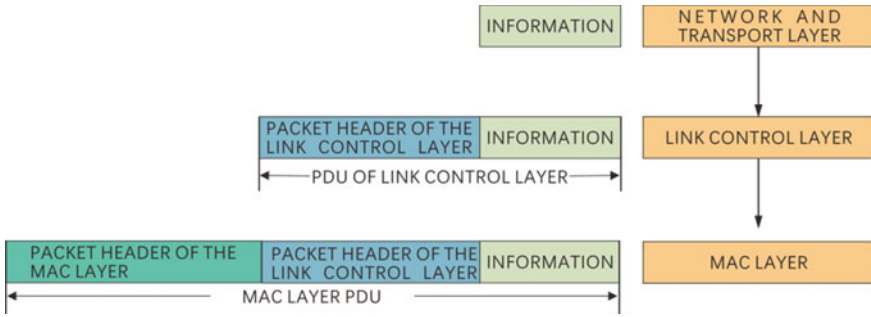 INFORMATION
NETWORK AND
TRANSPORT LAYER
PACKET HEADER OF THE
LINK CONTROL LAYER
INFORMATION
LINK CONTROL LAYER
PDU OF LINK CONTROL LAYER
PACKET HEADER OF THE
MAC LAYER
PACKET HEADER OF THE
LINK CONTROL LAYER
INFORMATION
MAC LAYER
MAC LAYER PDU